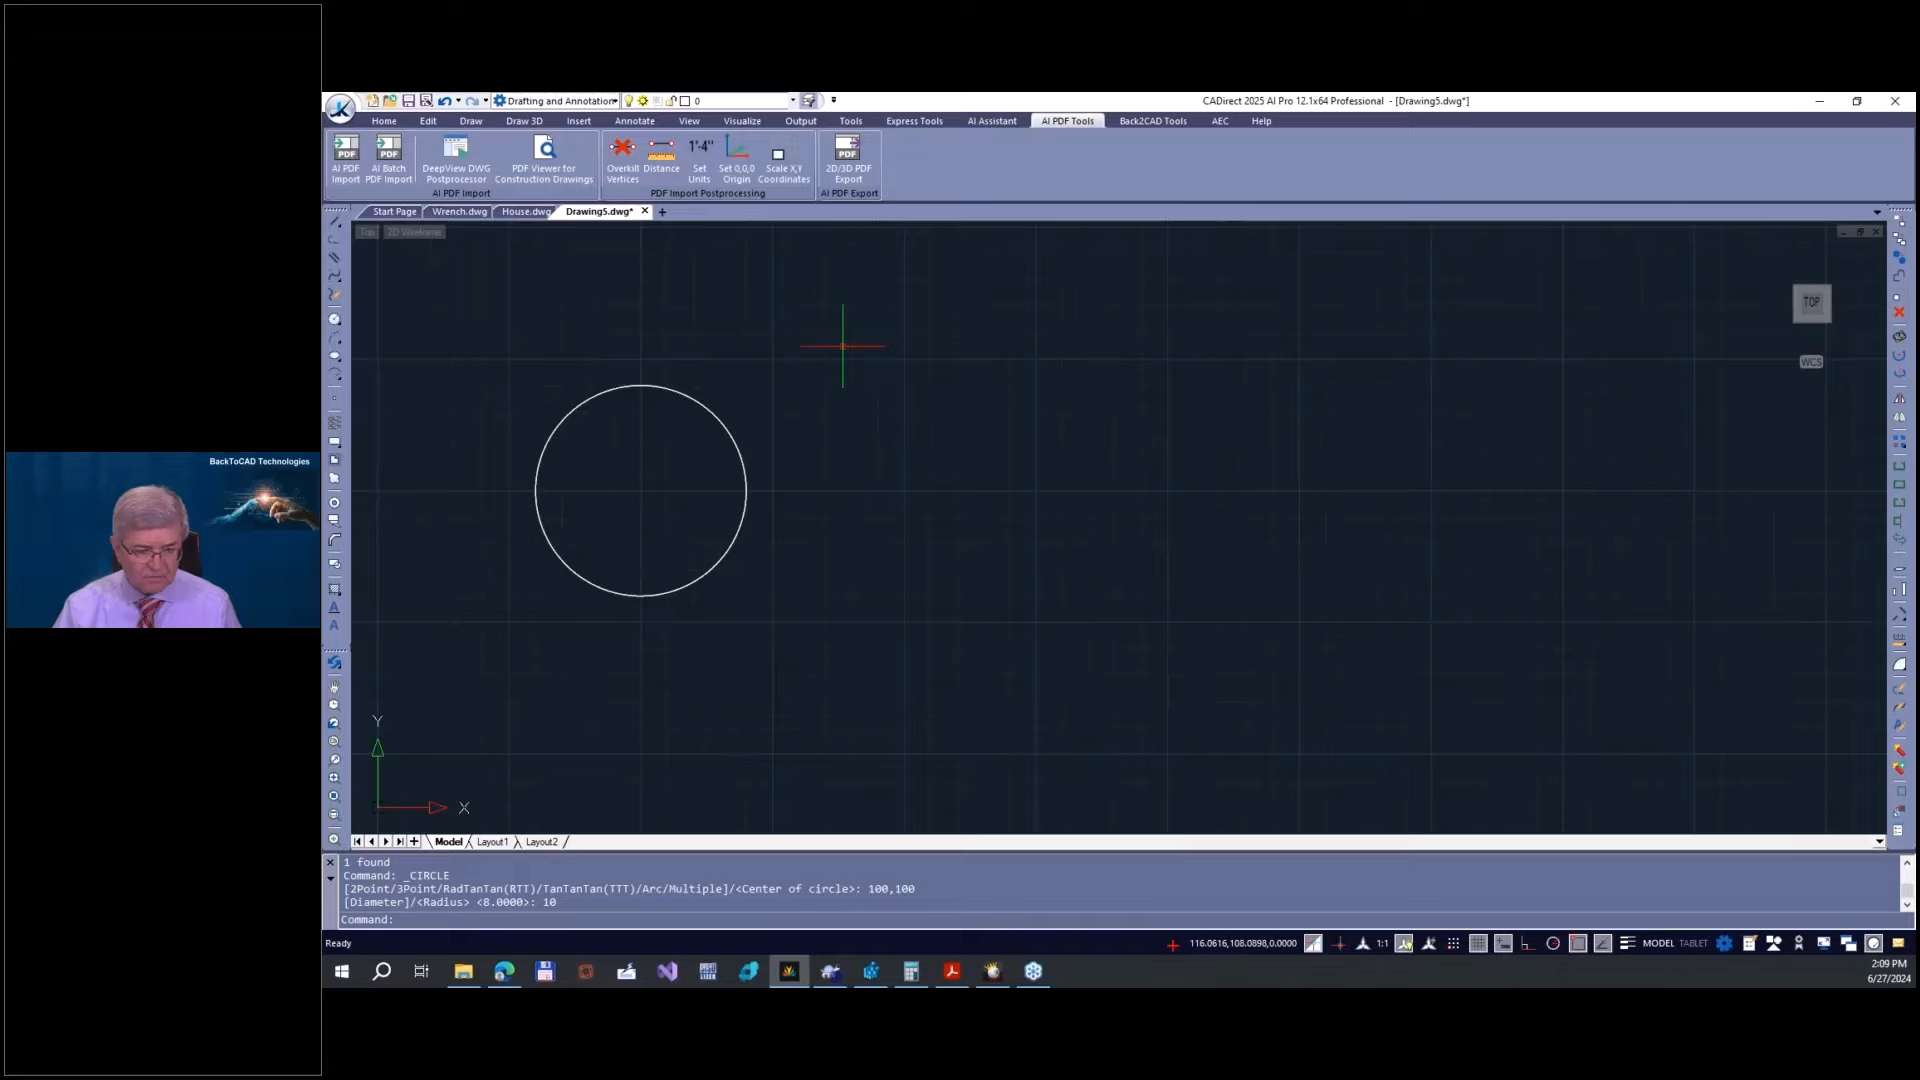 BackToCAD Technologies
Drafting and Annotation
0
CADirect 2025 AI Pro 12.1x64 Professional - [Drawing5.dwg*]
Home Edit Draw Draw 3D Insert Annotate View Visualize Output Tools Express Tools AI Assistant AI PDF Tools Back2CAD Tools AEC Help
1'-4"
PDF PDF PDF
AI PDF Import
AI Batch PDF Import
DeepView DWG Postprocessor
PDF Viewer for Construction Drawings
Overkill Vertices
Distance
Set Units
Set 0,0,0 Origin
Scale X,Y Coordinates
2D/3D PDF Export
AI PDF Import
PDF Import Postprocessing
AI PDF Export
Start Page Wrench.dwg House.dwg Drawing5.dwg*
Top 2D Wireframe
TOP
WCS
Y
X
Model Layout1 Layout2
1 found
Command: _CIRCLE
[2Point/3Point/RadTanTan(RTT)/TanTanTan(TTT)/Arc/Multiple]/<Center of circle>: 100,100
[Diameter]/<Radius> <8.0000>: 10
Command:
Ready
116.0616,108.0898,0.0000
1:1
MODEL TABLET
2:09 PM
6/27/2024